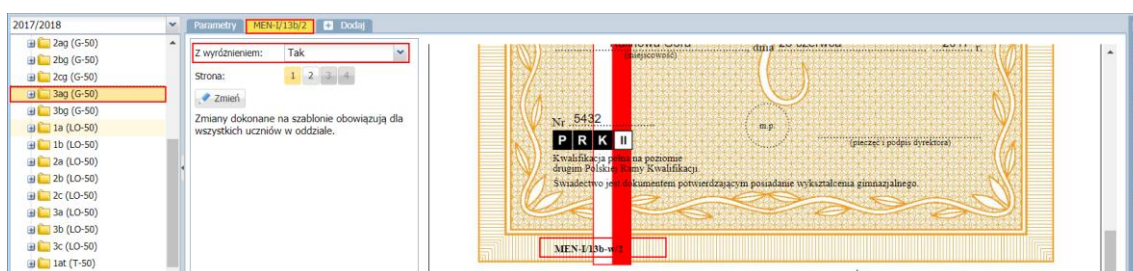 2017/2018
2ag (G-50)
2bg (G-50)
2cg (G-50)
3ag (G-50)
3bg (G-50)
1a (LO-50)
1b (LO-50)
2a (LO-50)
2b (LO-50)
2c (LO-50)
3a (LO-50)
3b (LO-50)
3c (LO-50)
1at (T-50)
Parametry MEN-I/13b/2 Dodaj
Z wyróżnieniem: Tak
Strona: 1 2 3 4
Zmień
Zmiany dokonane na szablonie obowiązują dla
wszystkich uczniów w oddziale.
dnia 2017 r.
(miejscowość)
Nr 5432
m.p.
PRK II
(pieczęć i podpis dyrektora)
Kwalifikacja pełna na poziomie
drugim Polskiej Ramy Kwalifikacji
Świadectwo jest dokumentem potwierdzającym posiadanie wykształcenia gimnazjalnego.
MEN-I/13b-w/2